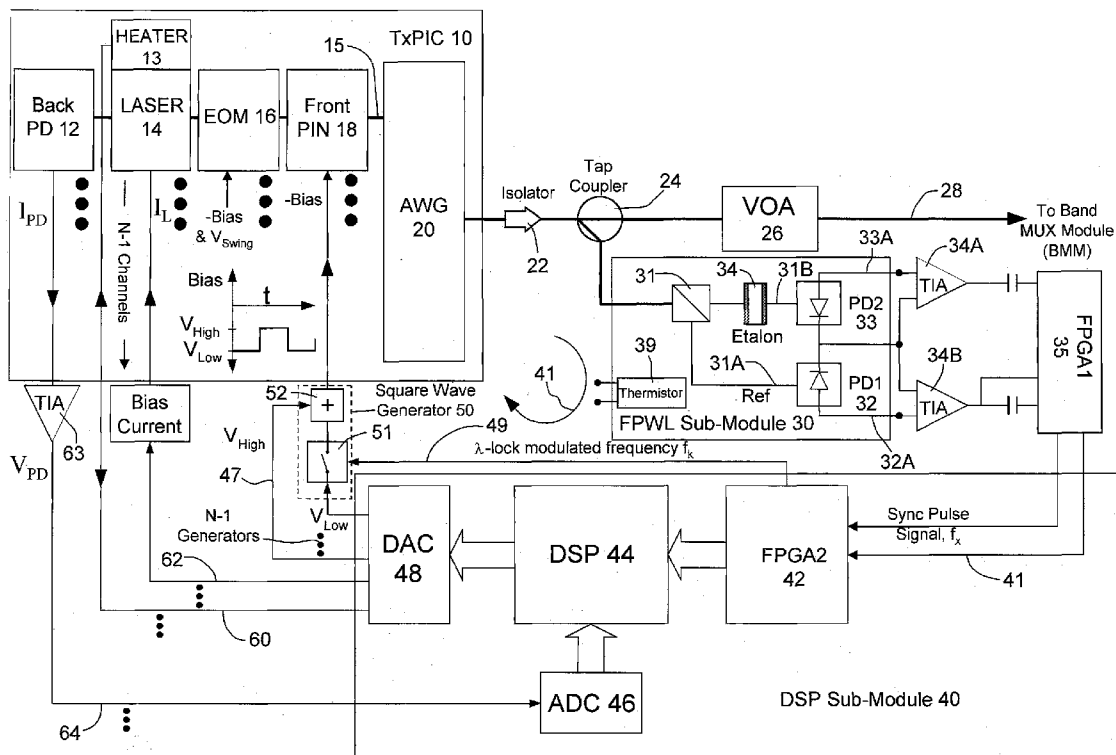 HEATER
13
TxPIC 10
15
Back
PD 12
LASER
14
EOM 16
Front
PIN 18
AWG
20
I_PD
N-1 Channels
I_L
-Bias
& V_Swing
-Bias
Bias
t
V_High
V_Low
Isolator
22
Tap
Coupler
24
VOA
26
28
To Band
MUX Module
(BMM)
31
34
31B
33A
34A
TIA
PD2
33
Etalon
31A
Ref
PD1
32
34B
TIA
32A
FPGA1
35
39
Thermistor
41
FPWL Sub-Module 30
TIA
63
V_PD
Bias
Current
52
+
Square Wave
Generator 50
51
49
λ-lock modulated frequency f_k
V_High
47
V_Low
N-1
Generators
62
60
64
DAC
48
DSP 44
FPGA2
42
Sync Pulse
Signal, f_x
41
ADC 46
DSP Sub-Module 40